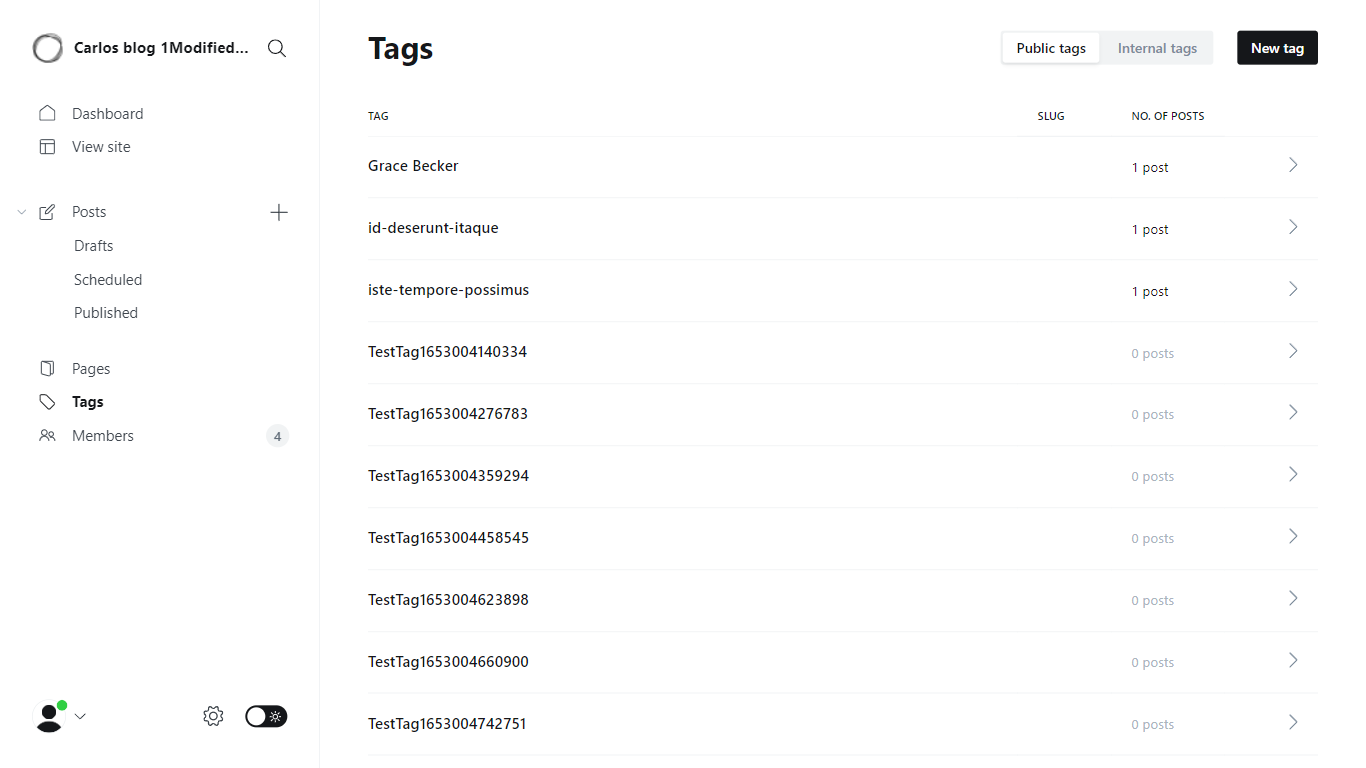 Carlos blog 1Modified...
Dashboard
View site
Posts
Drafts
Scheduled
Published
Pages
Tags
Members 4
Tags
Public tags Internal tags New tag
TAG SLUG NO. OF POSTS
Grace Becker 1 post
id-deserunt-itaque 1 post
iste-tempore-possimus 1 post
TestTag1653004140334 0 posts
TestTag1653004276783 0 posts
TestTag1653004359294 0 posts
TestTag1653004458545 0 posts
TestTag1653004623898 0 posts
TestTag1653004660900 0 posts
TestTag1653004742751 0 posts